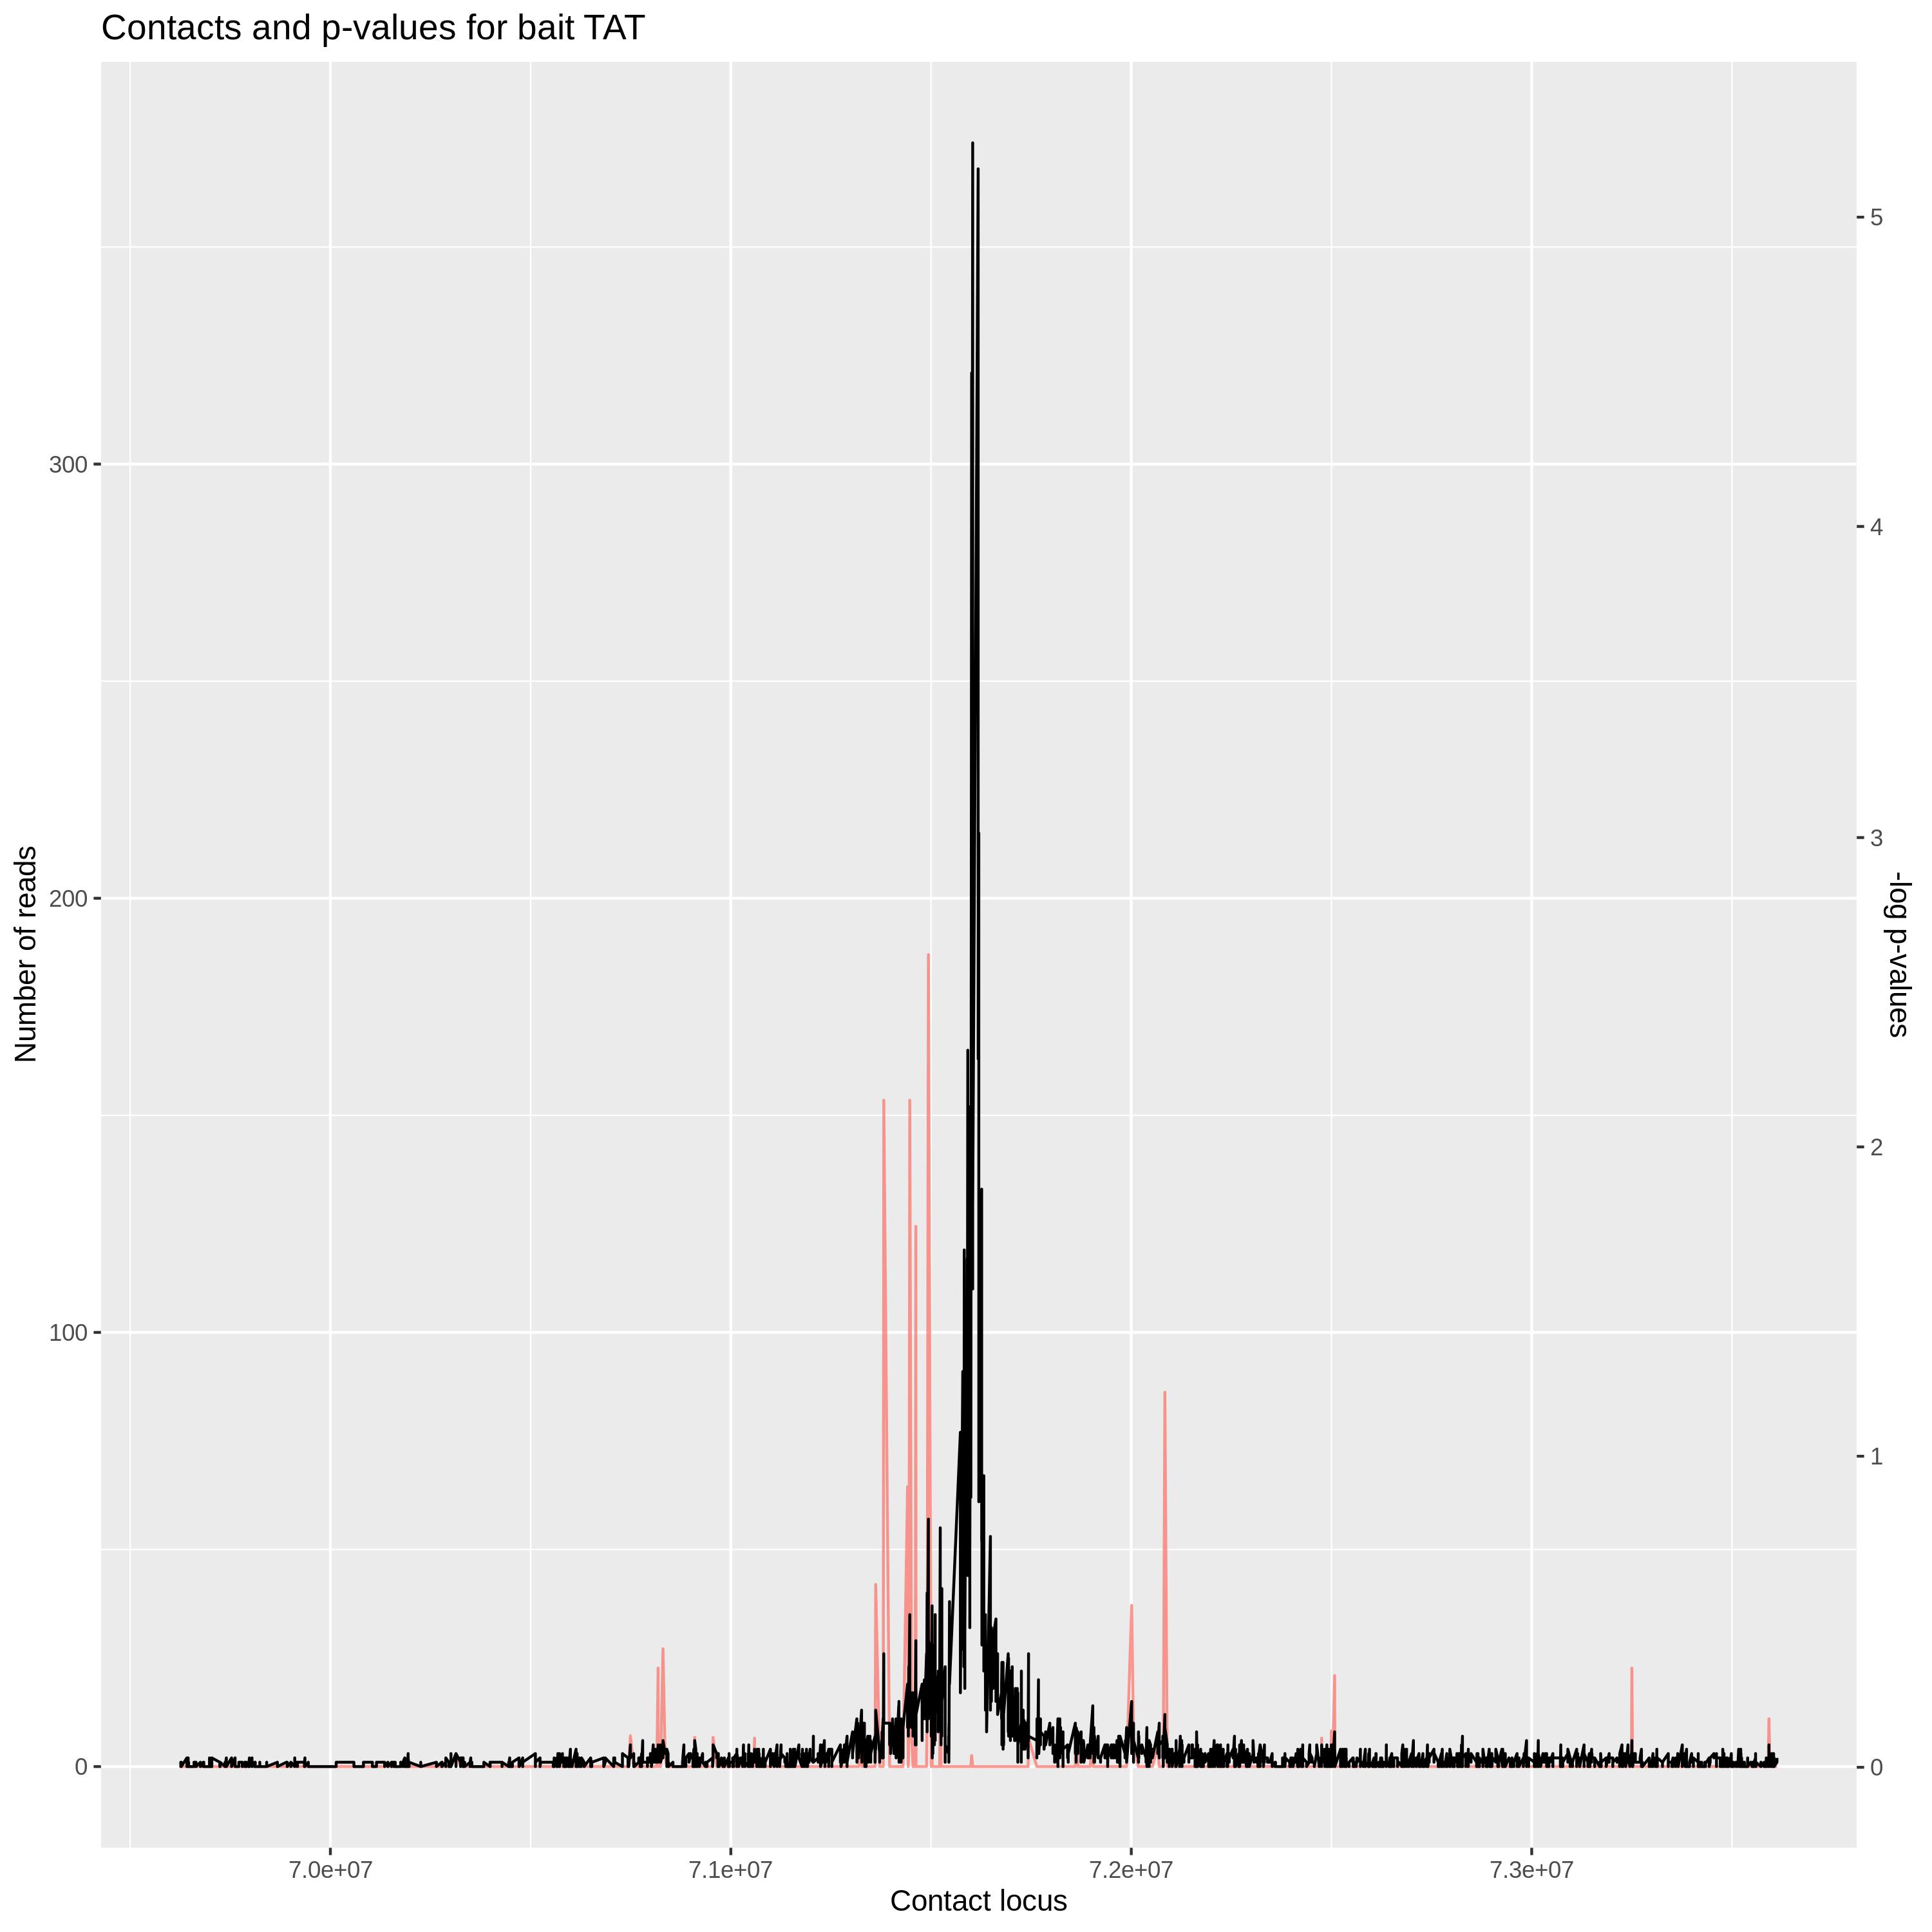 Contacts and p-values for bait TAT
Number of reads
300
200
100
0
5
4
3
2
1
0
-log p-values
7.0e+07
7.1e+07
7.2e+07
7.3e+07
Contact locus